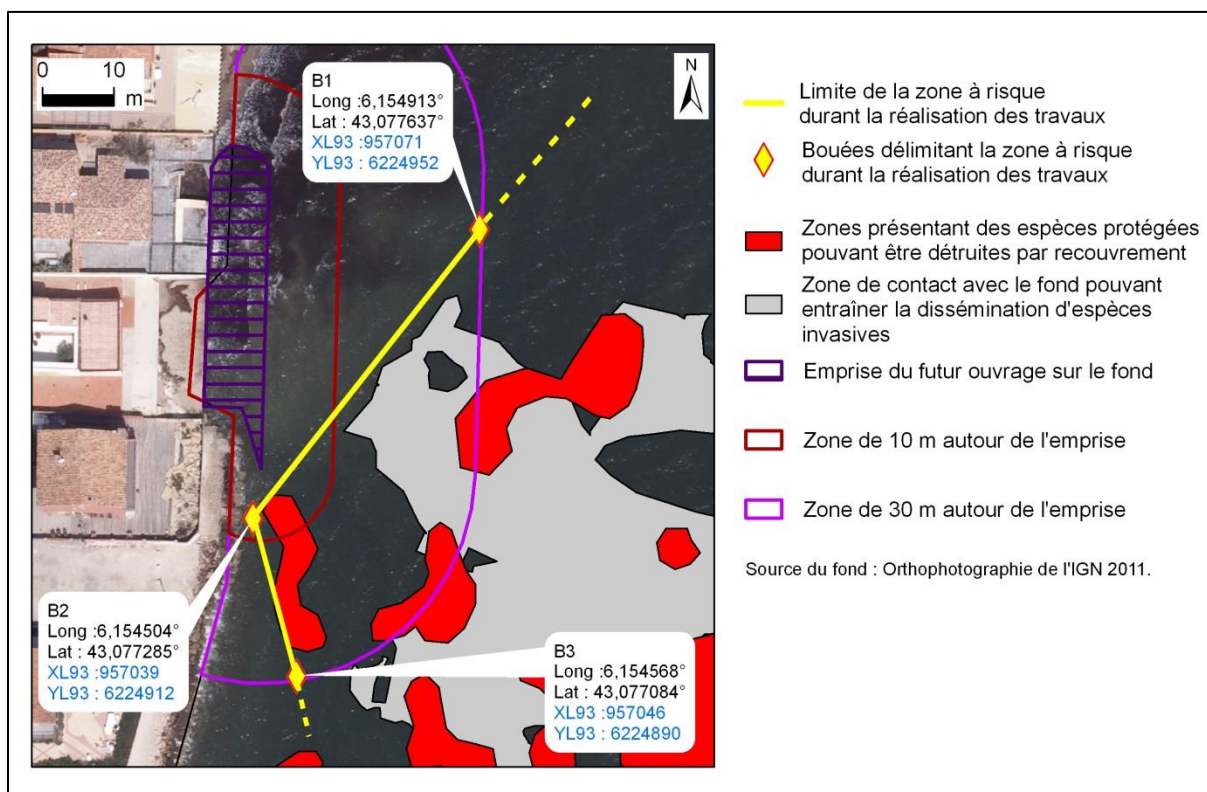 0 10
m
N
B1
Long :6,154913°
Lat : 43,077637°
XL93 :957071
YL93 : 6224952
B2
Long :6,154504°
Lat : 43,077285°
XL93 :957039
YL93 : 6224912
B3
Long :6,154568°
Lat : 43,077084°
XL93 :957046
YL93 : 6224890
Limite de la zone à risque
durant la réalisation des travaux
Bouées délimitant la zone à risque
durant la réalisation des travaux
Zones présentant des espèces protégées
pouvant être détruites par recouvrement
Zone de contact avec le fond pouvant
entraîner la dissémination d'espèces
invasives
Emprise du futur ouvrage sur le fond
Zone de 10 m autour de l'emprise
Zone de 30 m autour de l'emprise
Source du fond : Orthophotographie de l'IGN 2011.